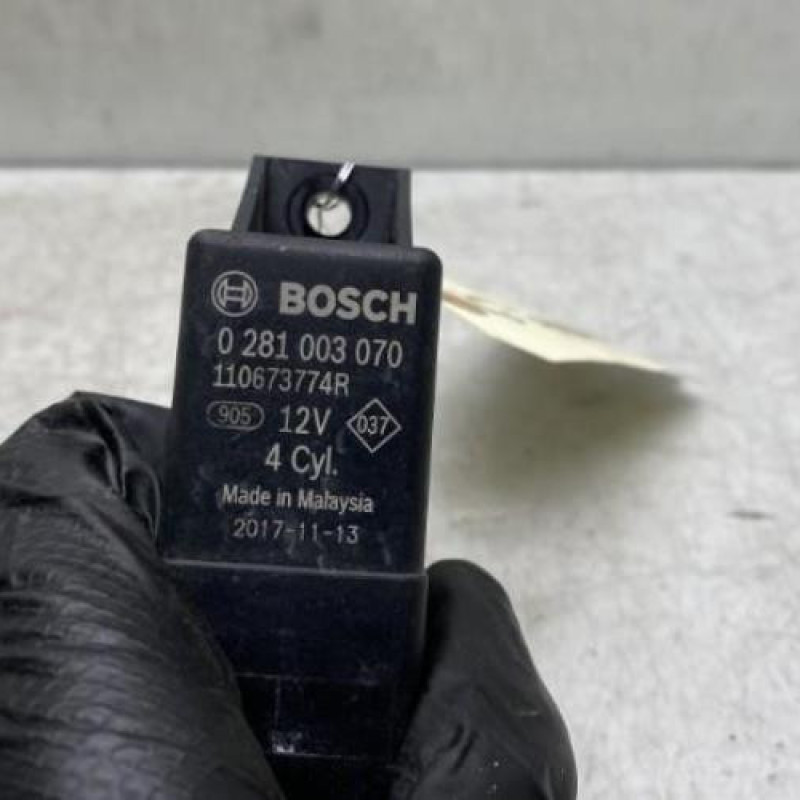 BOSCH
0 281 003 070
110673774R
905 12V 037
4 Cyl.
Made in Malaysia
2017-11-13